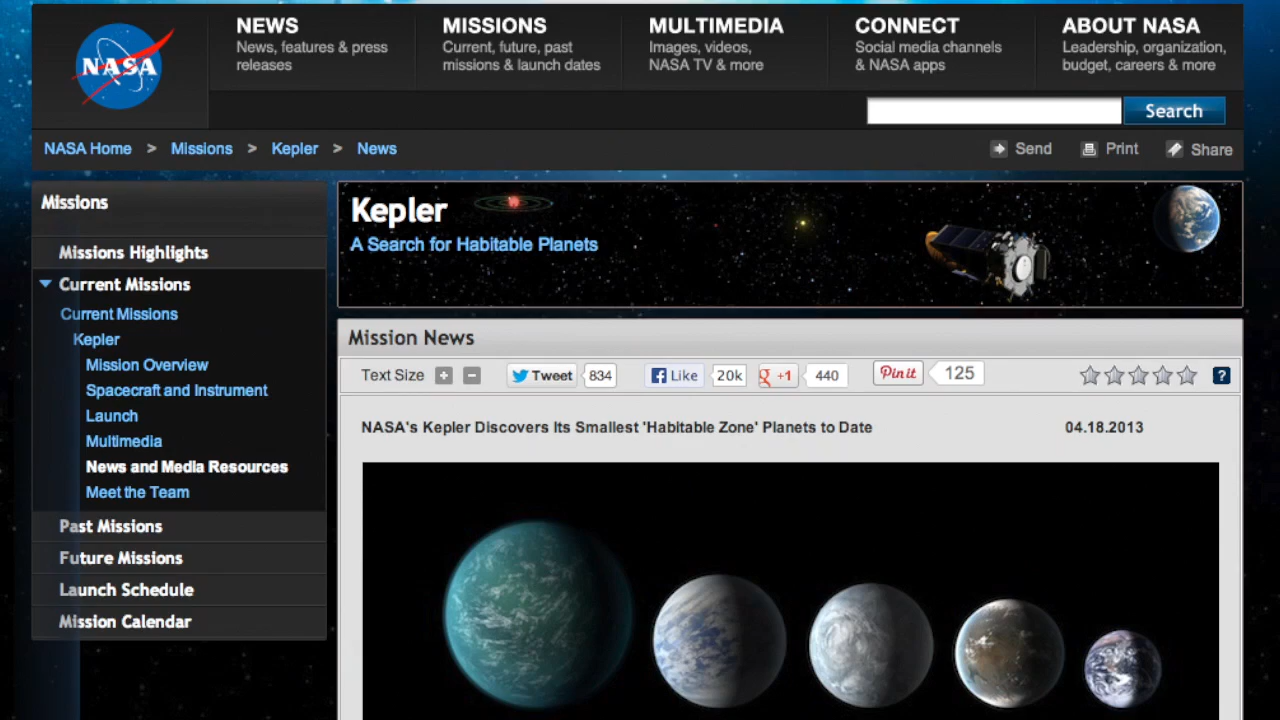 NASA
NEWS
News, features & press
releases
MISSIONS
Current, future, past
missions & launch dates
MULTIMEDIA
Images, videos,
NASA TV & more
CONNECT
Social media channels
& NASA apps
ABOUT NASA
Leadership, organization,
budget, careers & more
Search
NASA Home > Missions > Kepler > News
Send Print Share
Missions
Missions Highlights
Current Missions
Current Missions
Kepler
Mission Overview
Spacecraft and Instrument
Launch
Multimedia
News and Media Resources
Meet the Team
Past Missions
Future Missions
Launch Schedule
Mission Calendar
Kepler
A Search for Habitable Planets
Mission News
Text Size + − Tweet 834 Like 20k g +1 440 Pin it 125 ?
NASA's Kepler Discovers Its Smallest 'Habitable Zone' Planets to Date 04.18.2013